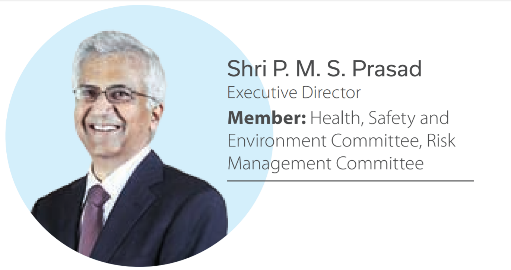 Shri P. M. S. Prasad
Executive Director
Member: Health, Safety and
Environment Committee, Risk
Management Committee